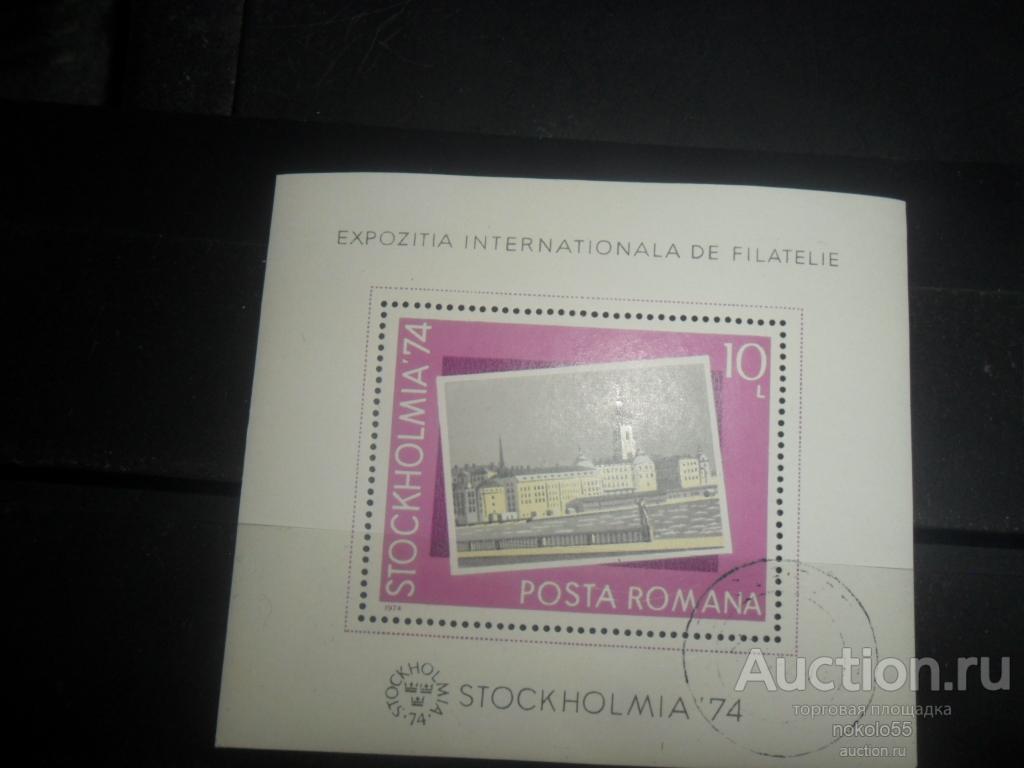 EXPOZITIA INTERNATIONALA DE FILATELIE
STOCKHOLMIA'74
10
L
POSTA ROMANA
1974
STOCKHOLMIA
·74·
STOCKHOLMIA '74
Auction.ru
торговая площадка
nokolo55
auction.ru